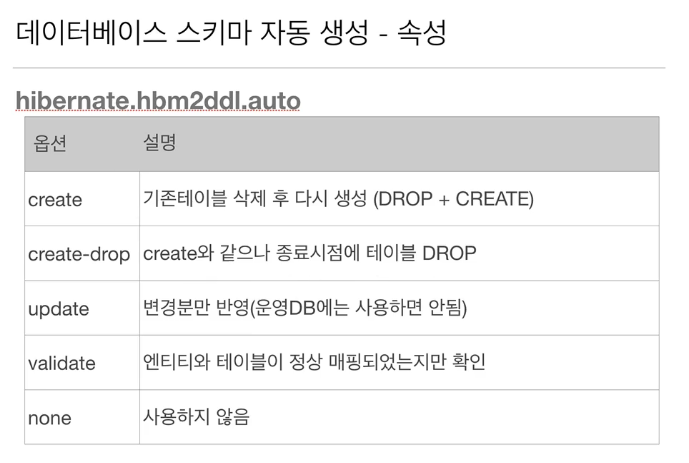 데이터베이스 스키마 자동 생성 - 속성
hibernate.hbm2ddl.auto
옵션 설명
create 기존테이블 삭제 후 다시 생성 (DROP + CREATE)
create-drop create와 같으나 종료시점에 테이블 DROP
update 변경분만 반영(운영DB에는 사용하면 안됨)
validate 엔티티와 테이블이 정상 매핑되었는지만 확인
none 사용하지 않음